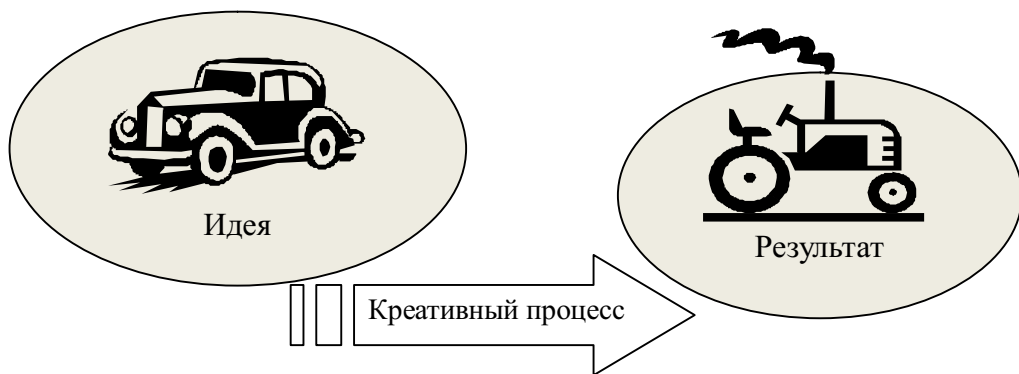 Идея
Результат
Креативный процесс